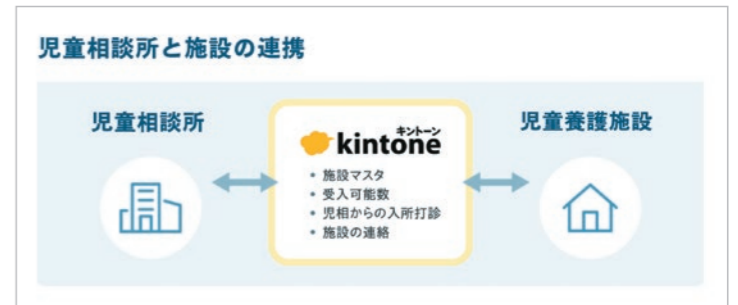 児童相談所と施設の連携
児童相談所
キントーン
kintone
• 施設マスタ
• 受入可能数
• 児相からの入所打診
• 施設の連絡
児童養護施設